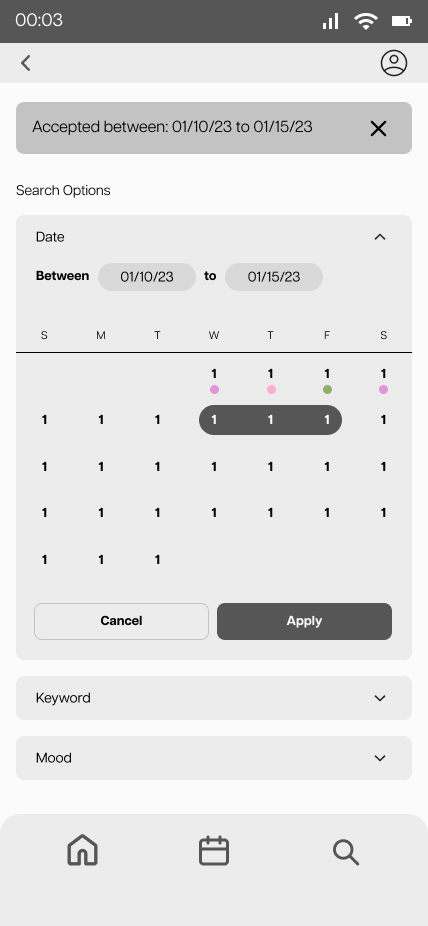 00:03
Accepted between: 01/10/23 to 01/15/23
Search Options
Date
Between 01/10/23 to 01/15/23
S M T W T F S
1 1 1 1
1 1 1 1 1 1 1
1 1 1 1 1 1 1
1 1 1 1 1 1 1
1 1 1
Cancel Apply
Keyword
Mood